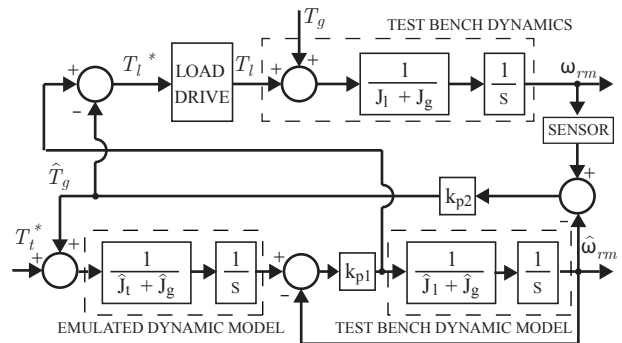 T_g TEST BENCH DYNAMICS
+ T_l * LOAD DRIVE T_l + + 1 / (J_l + J_g) 1 / s ω_rm
- SENSOR
T̂_g +
k_p2
T_t* + + -
1 / (Ĵ_t + Ĵ_g) 1 / s + k_p1 1 / (Ĵ_l + Ĵ_g) 1 / s ω̂_rm
-
EMULATED DYNAMIC MODEL TEST BENCH DYNAMIC MODEL